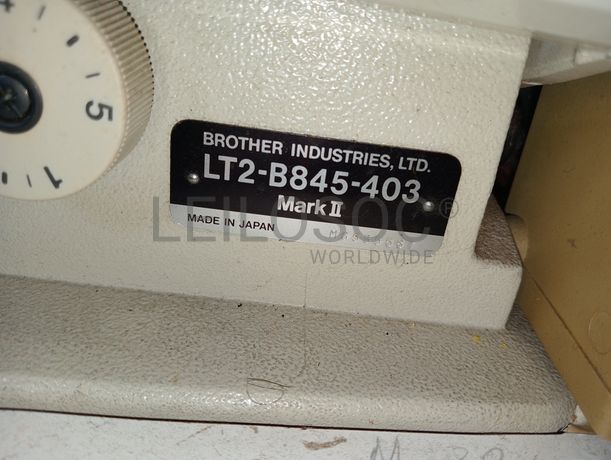 5
1
BROTHER INDUSTRIES, LTD.
LT2-B845-403
Mark II
MADE IN JAPAN
LEILOSOC®
WORLDWIDE